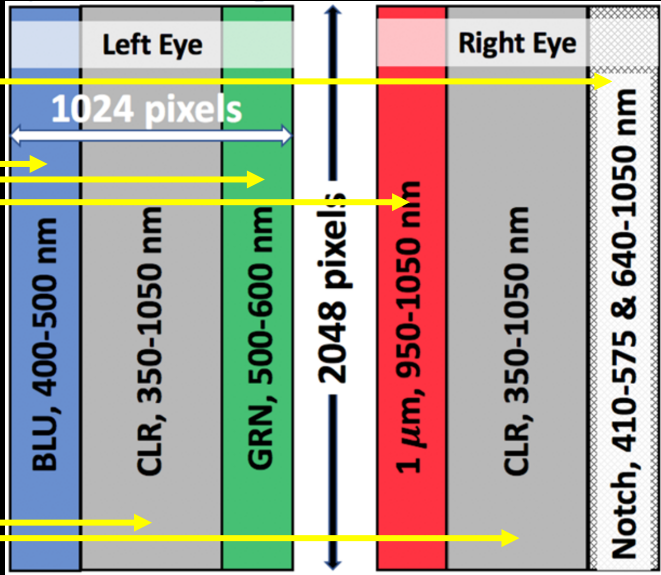 Left Eye
Right Eye
1024 pixels
2048 pixels
BLU, 400-500 nm
CLR, 350-1050 nm
GRN, 500-600 nm
1 μm, 950-1050 nm
CLR, 350-1050 nm
Notch, 410-575 & 640-1050 nm